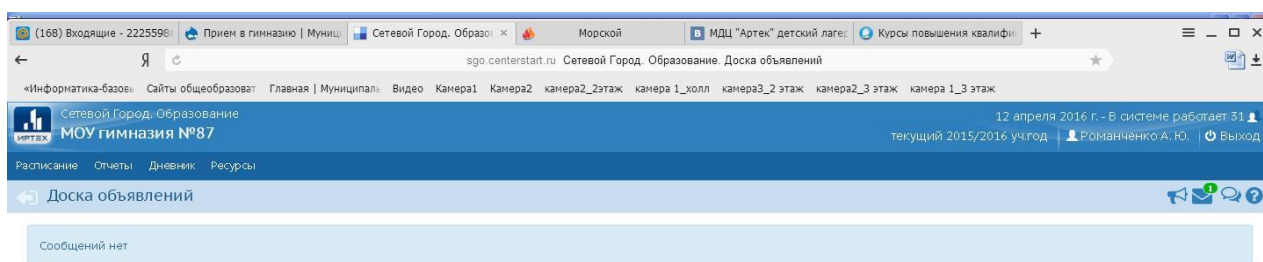 (168) Входящие - 2225598 Прием в гимназию | Муници Сетевой Город. Образо Морской МДЦ "Артек" детский лагер Курсы повышения квалифи
sgo.centerstart.ru Сетевой Город. Образование. Доска объявлений
«Информатика-базовь Сайты общеобразоват Главная | Муниципаль Видео Камера1 Камера2 камера2_2этаж камера 1_холл камера3_2 этаж камера2_3 этаж камера 1_3 этаж
Сетевой Город. Образование 12 апреля 2016 г. - В системе работает 31
ИРТЕХ МОУ гимназия №87 текущий 2015/2016 уч.год Романченко А. Ю. Выход
Расписание Отчеты Дневник Ресурсы
Доска объявлений 1
Сообщений нет